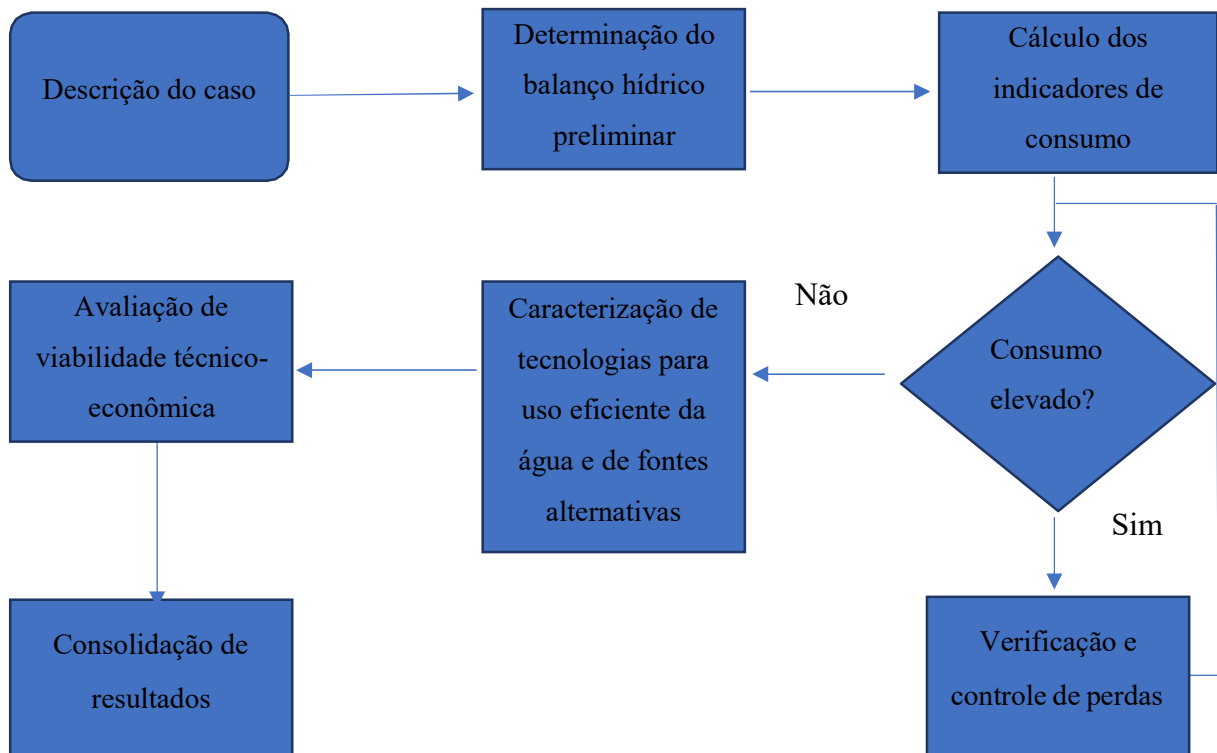 Descrição do caso
Determinação do
balanço hídrico
preliminar
Cálculo dos
indicadores de
consumo
Consumo
elevado?
Não
Sim
Caracterização de
tecnologias para
uso eficiente da
água e de fontes
alternativas
Avaliação de
viabilidade técnico-
econômica
Consolidação de
resultados
Verificação e
controle de perdas